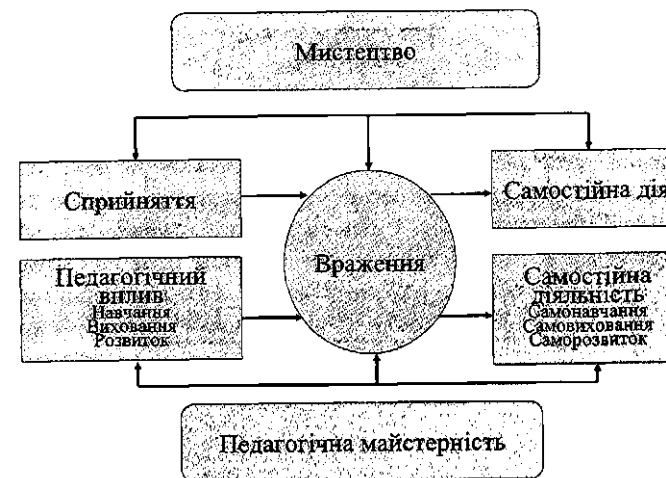 Мистецтво
Сприйняття
Самостійна дія
Враження
Педагогічний
вплив
Навчання
Виховання
Розвиток
Самостійна
діяльність
Самонавчання
Самовиховання
Саморозвиток
Педагогічна майстерність